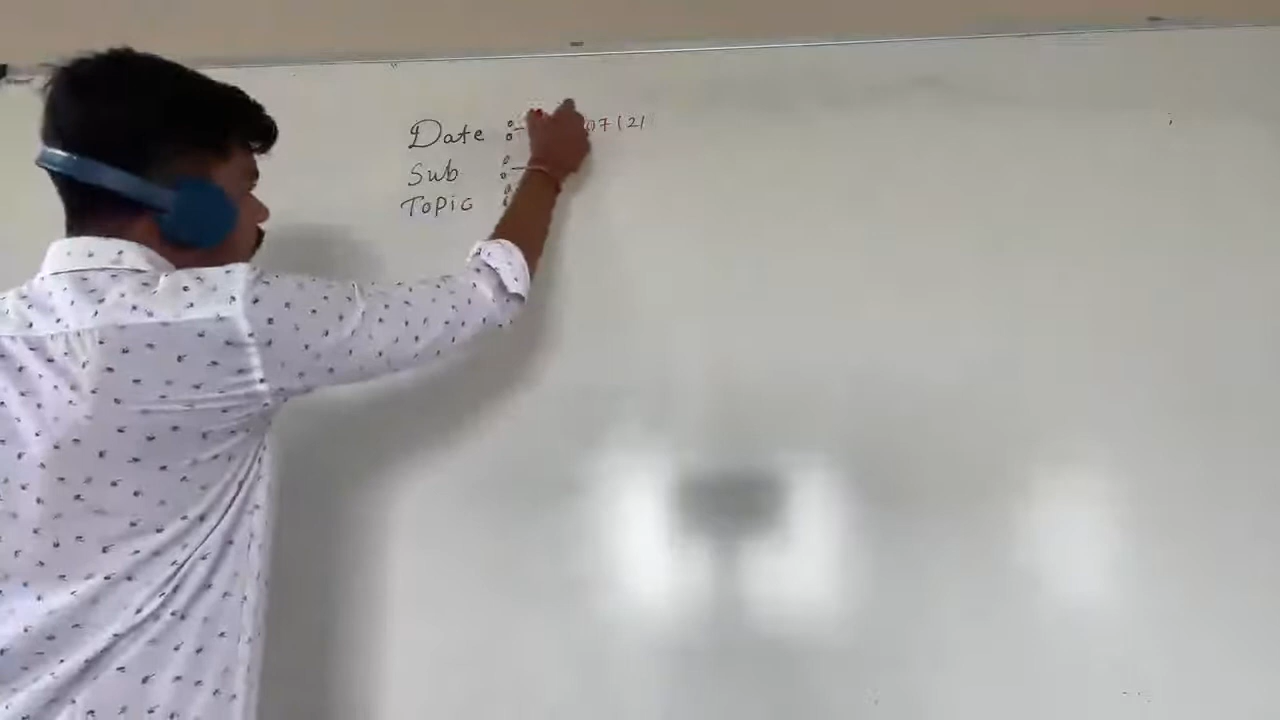 Date :- 07/21
Sub :-
Topic :